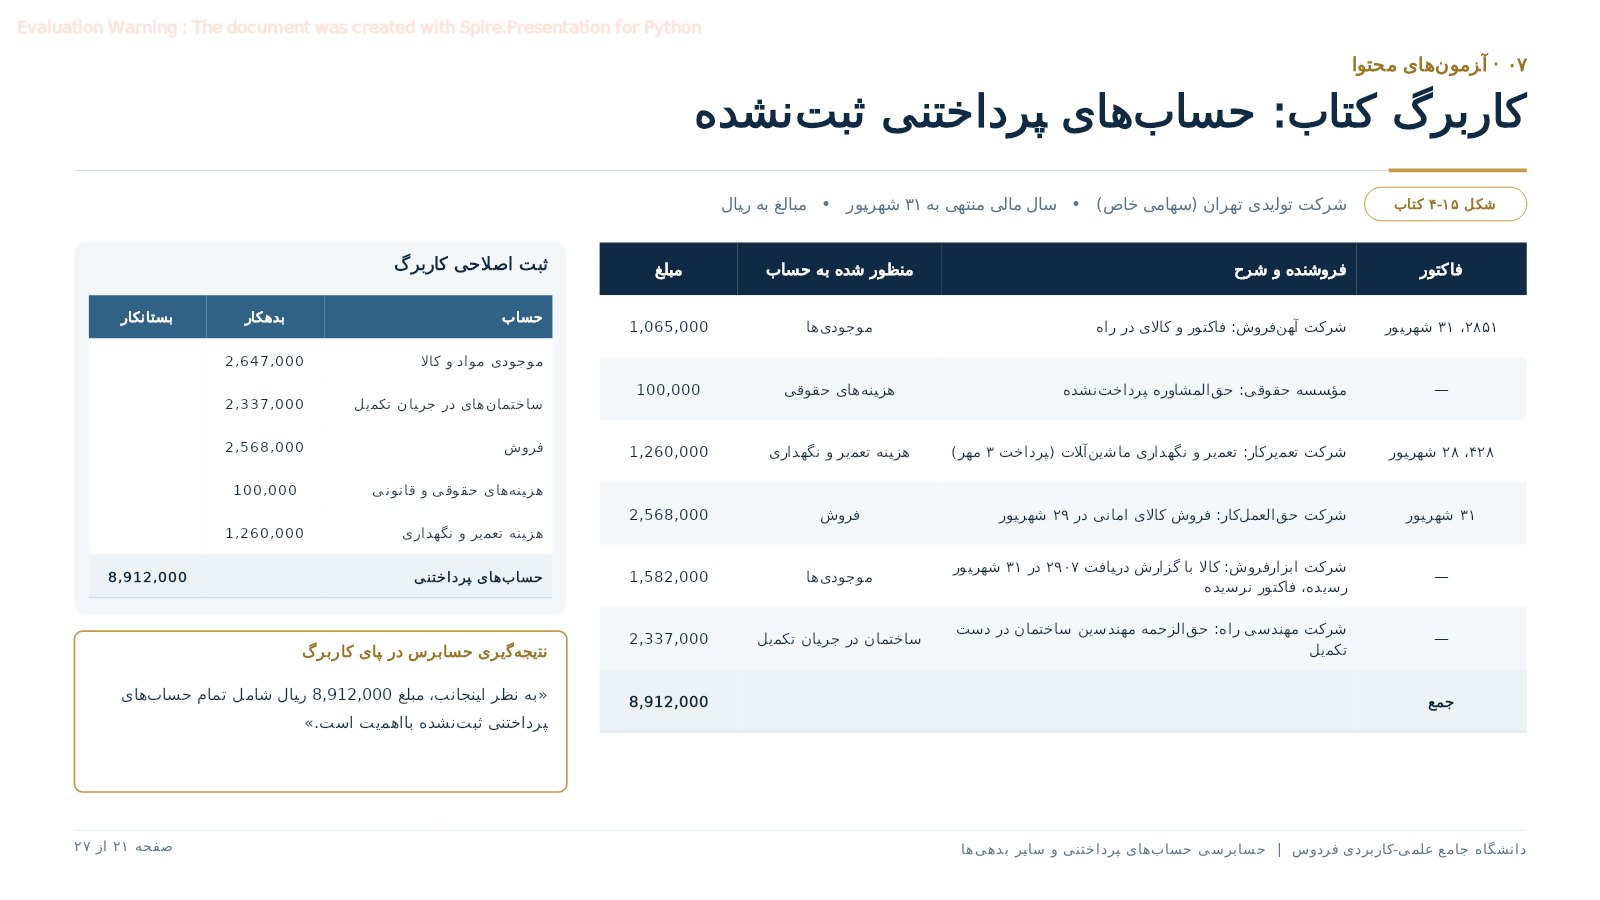 Evaluation Warning : The document was created with Spire.Presentation for Python
۰۷ · آزمون‌های محتوا
کاربرگ کتاب: حساب‌های پرداختنی ثبت‌نشده
شکل ۱۵-۴ کتاب
شرکت تولیدی تهران (سهامی خاص) • سال مالی منتهی به ۳۱ شهریور • مبالغ به ریال
فاکتور فروشنده و شرح منظور شده به حساب مبلغ
۲۸۵۱، ۳۱ شهریور شرکت آهن‌فروش: فاکتور و کالای در راه موجودی‌ها 1,065,000
— مؤسسه حقوقی: حق‌المشاوره پرداخت‌نشده هزینه‌های حقوقی 100,000
۴۲۸، ۲۸ شهریور شرکت تعمیرکار: تعمیر و نگهداری ماشین‌آلات (پرداخت ۳ مهر) هزینه تعمیر و نگهداری 1,260,000
۳۱ شهریور شرکت حق‌العمل‌کار: فروش کالای امانی در ۲۹ شهریور فروش 2,568,000
— شرکت ابزارفروش: کالا با گزارش دریافت ۲۹۰۷ در ۳۱ شهریور
رسیده، فاکتور نرسیده موجودی‌ها 1,582,000
— شرکت مهندسی راه: حق‌الزحمه مهندسین ساختمان در دست
تکمیل ساختمان در جریان تکمیل 2,337,000
جمع 8,912,000
ثبت اصلاحی کاربرگ
حساب بدهکار بستانکار
موجودی مواد و کالا 2,647,000
ساختمان‌های در جریان تکمیل 2,337,000
فروش 2,568,000
هزینه‌های حقوقی و قانونی 100,000
هزینه تعمیر و نگهداری 1,260,000
حساب‌های پرداختنی 8,912,000
نتیجه‌گیری حسابرس در پای کاربرگ
«به نظر اینجانب، مبلغ 8,912,000 ریال شامل تمام حساب‌های
پرداختنی ثبت‌نشده بااهمیت است.»
دانشگاه جامع علمی-کاربردی فردوس | حسابرسی حساب‌های پرداختنی و سایر بدهی‌ها
صفحه ۲۱ از ۲۷